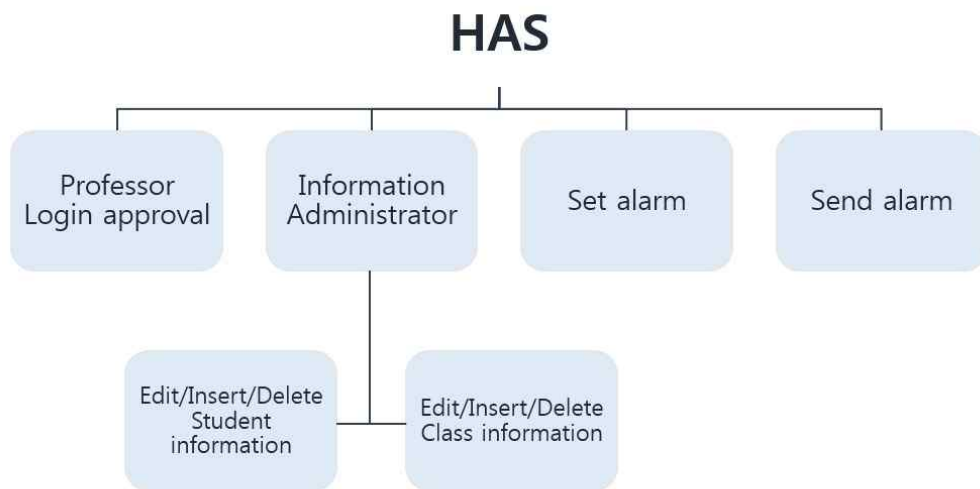 HAS
Professor
Login approval
Information
Administrator
Set alarm
Send alarm
Edit/Insert/Delete
Student
information
Edit/Insert/Delete
Class information